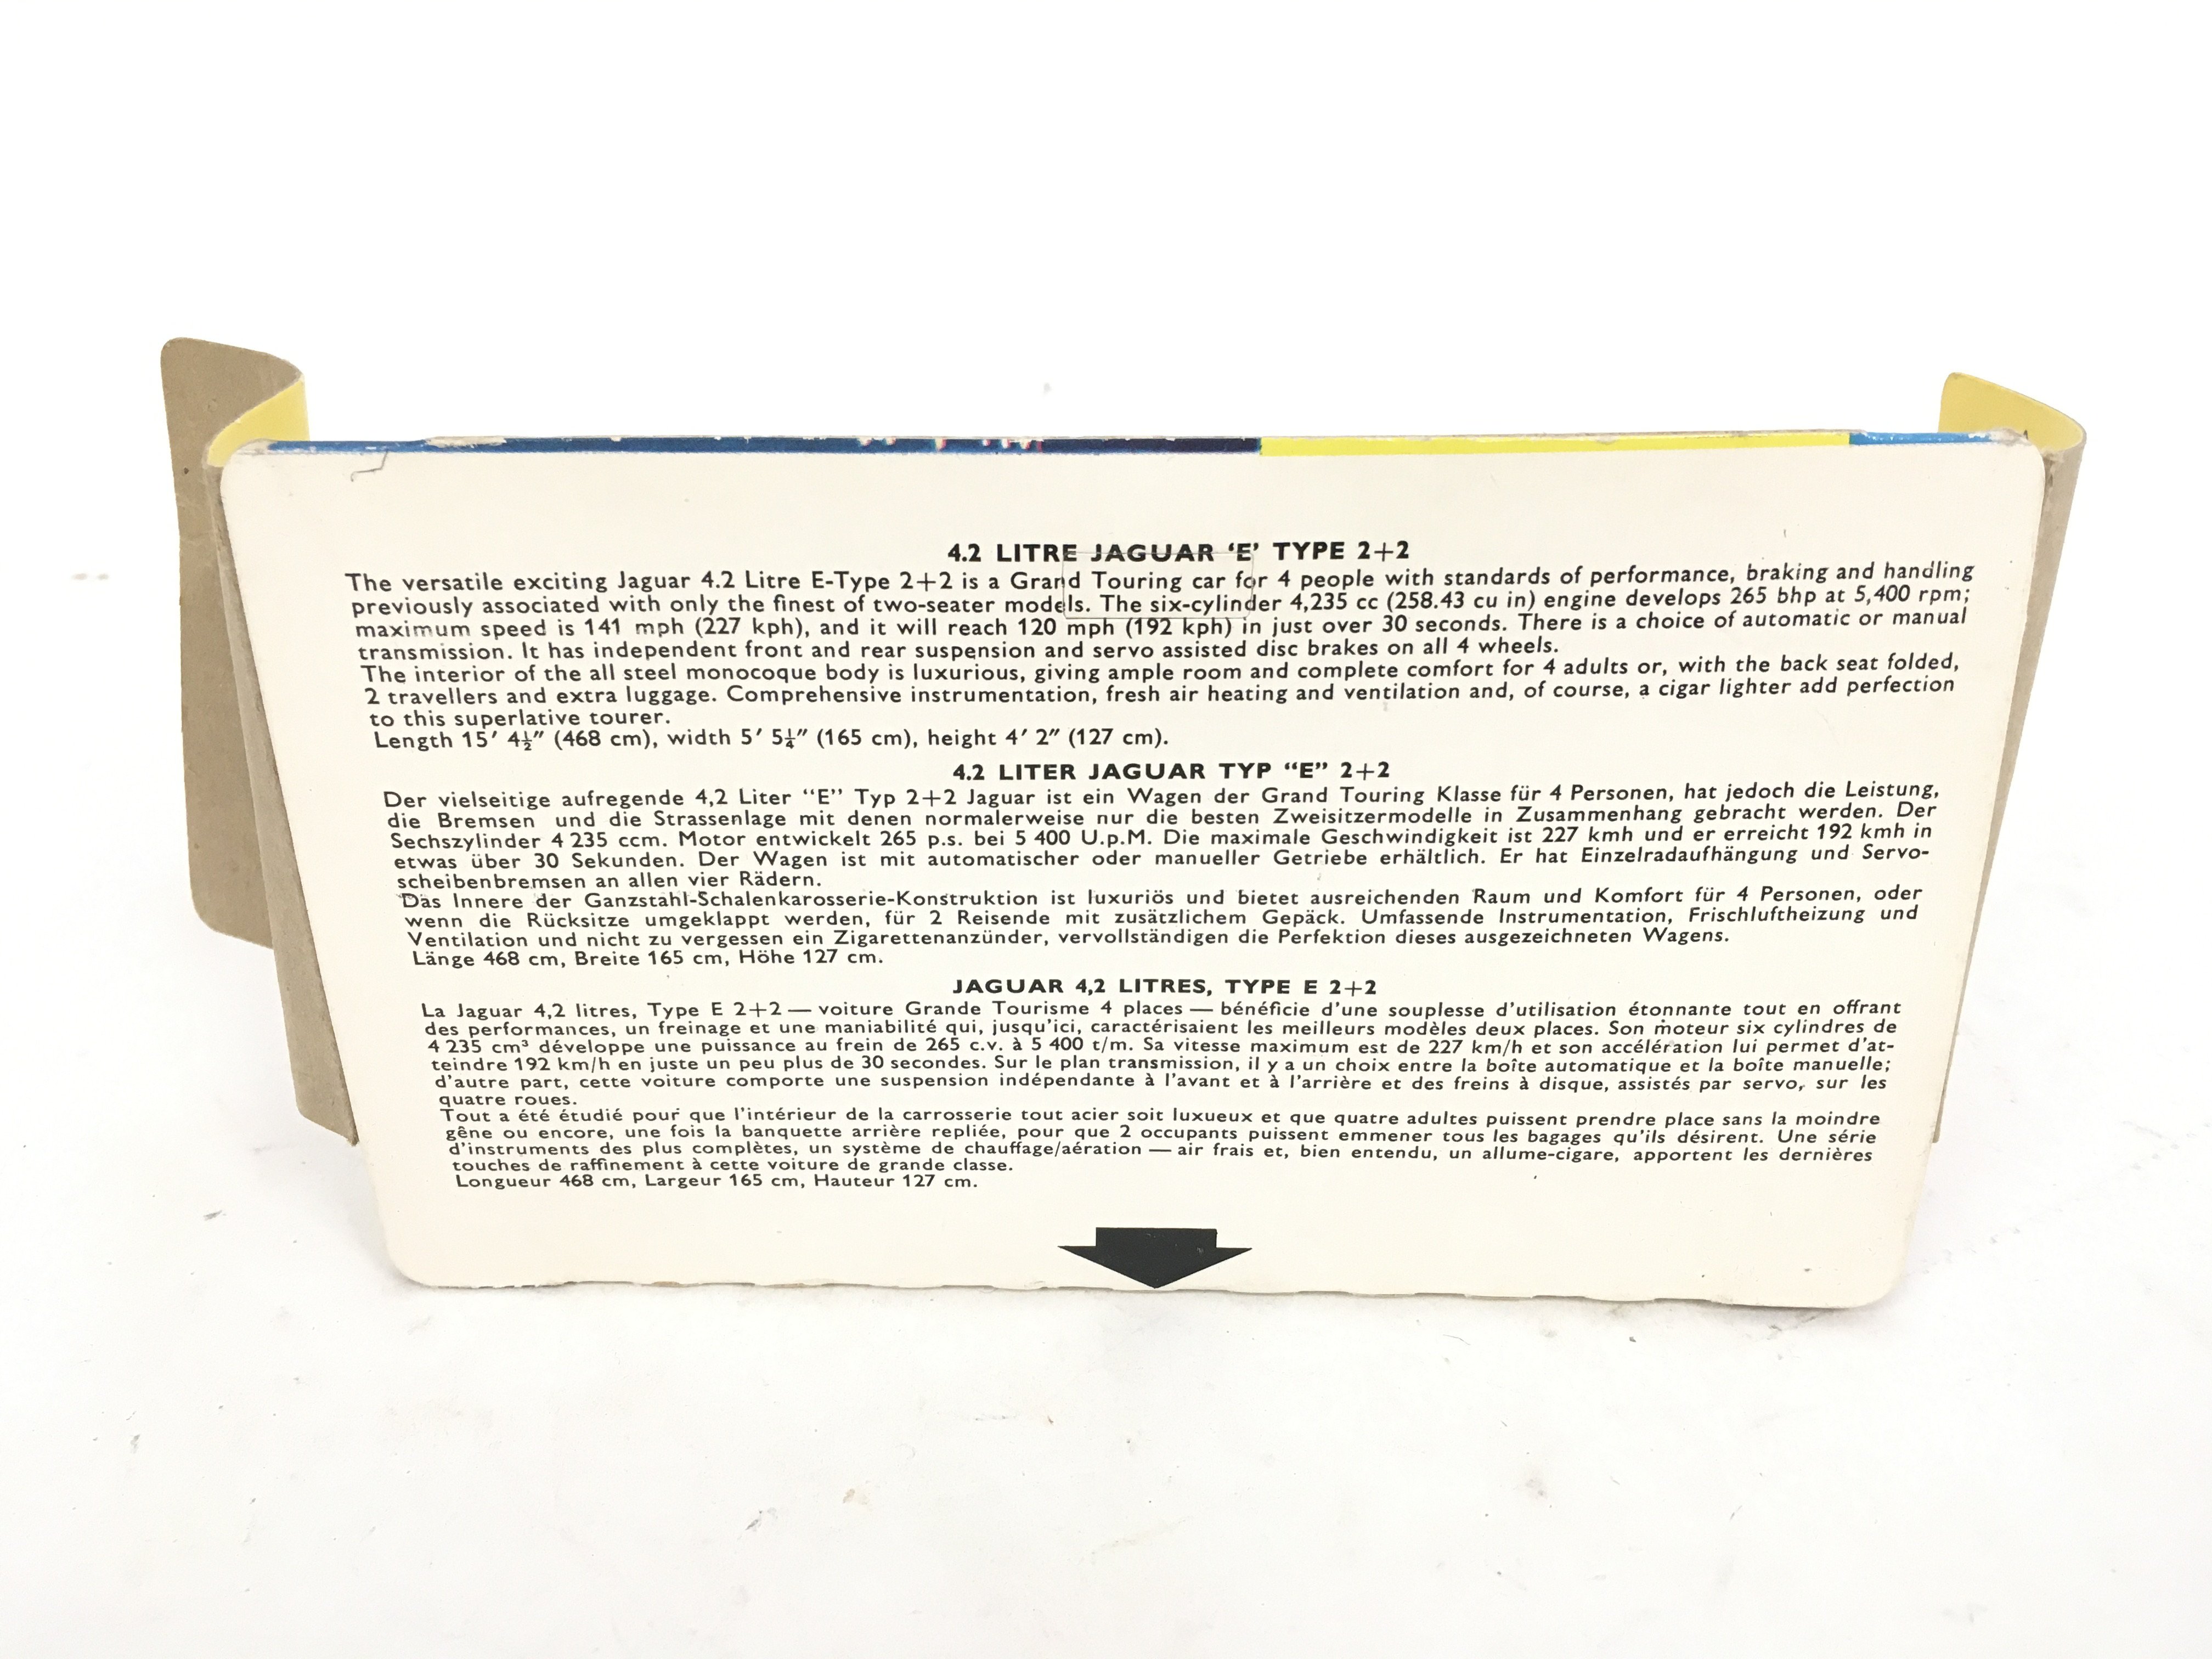 4.2 LITRE JAGUAR ‘E’ TYPE 2+2
The versatile exciting Jaguar 4.2 Litre E-Type 2+2 is a Grand Touring car for 4 people with standards of performance, braking and handling
previously associated with only the finest of two-seater models. The six-cylinder 4,235 cc (258.43 cu in) engine develops 265 bhp at 5,400 rpm;
maximum speed is 141 mph (227 kph), and it will reach 120 mph (192 kph) in just over 30 seconds. There is a choice of automatic or manual
transmission. It has independent front and rear suspension and servo assisted disc brakes on all 4 wheels.
The interior of the all steel monocoque body is luxurious, giving ample room and complete comfort for 4 adults or, with the back seat folded,
2 travellers and extra luggage. Comprehensive instrumentation, fresh air heating and ventilation and, of course, a cigar lighter add perfection
to this superlative tourer.
Length 15′ 4½″ (468 cm), width 5′ 5¼″ (165 cm), height 4′ 2″ (127 cm).
4.2 LITER JAGUAR TYP “E” 2+2
Der vielseitige aufregende 4,2 Liter “E” Typ 2+2 Jaguar ist ein Wagen der Grand Touring Klasse für 4 Personen, hat jedoch die Leistung,
die Bremsen und die Strassenlage mit denen normalerweise nur die besten Zweisitzermodelle in Zusammenhang gebracht werden. Der
Sechszylinder 4 235 ccm. Motor entwickelt 265 p.s. bei 5 400 U.p.M. Die maximale Geschwindigkeit ist 227 kmh und er erreicht 192 kmh in
etwas über 30 Sekunden. Der Wagen ist mit automatischer oder manueller Getriebe erhältlich. Er hat Einzelradaufhängung und Servo-
scheibenbremsen an allen vier Rädern.
Das Innere der Ganzstahl-Schalenkarosserie-Konstruktion ist luxuriös und bietet ausreichenden Raum und Komfort für 4 Personen, oder
wenn die Rücksitze umgeklappt werden, für 2 Reisende mit zusätzlichem Gepäck. Umfassende Instrumentation, Frischluftheizung und
Ventilation und nicht zu vergessen ein Zigarettenanzünder, vervollständigen die Perfektion dieses ausgezeichneten Wagens.
Länge 468 cm, Breite 165 cm, Höhe 127 cm.
JAGUAR 4,2 LITRES, TYPE E 2+2
La Jaguar 4,2 litres, Type E 2+2 — voiture Grande Tourisme 4 places — bénéficie d’une souplesse d’utilisation étonnante tout en offrant
des performances, un freinage et une maniabilité qui, jusqu’ici, caractérisaient les meilleurs modèles deux places. Son moteur six cylindres de
4 235 cm³ développe une puissance au frein de 265 c.v. à 5 400 t/m. Sa vitesse maximum est de 227 km/h et son accélération lui permet d’at-
teindre 192 km/h en juste un peu plus de 30 secondes. Sur le plan transmission, il y a un choix entre la boîte automatique et la boîte manuelle;
d’autre part, cette voiture comporte une suspension indépendante à l’avant et à l’arrière et des freins à disque, assistés par servo, sur les
quatre roues.
Tout a été étudié pour que l’intérieur de la carrosserie tout acier soit luxueux et que quatre adultes puissent prendre place sans la moindre
gêne ou encore, une fois la banquette arrière repliée, pour que 2 occupants puissent emmener tous les bagages qu’ils désirent. Une série
d’instruments des plus complètes, un système de chauffage/aération — air frais et, bien entendu, un allume-cigare, apportent les dernières
touches de raffinement à cette voiture de grande classe.
Longueur 468 cm, Largeur 165 cm, Hauteur 127 cm.